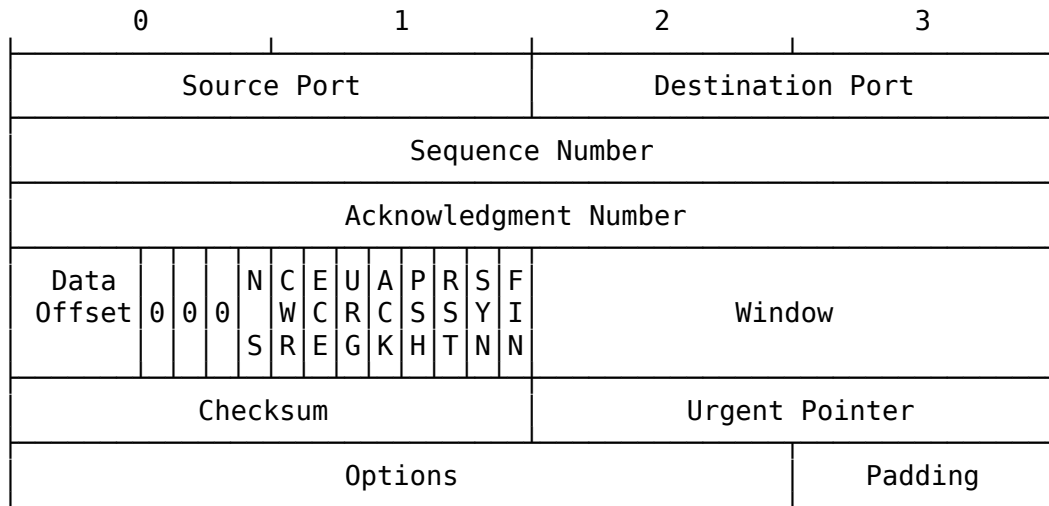 0 1 2 3
Source Port Destination Port
Sequence Number
Acknowledgment Number
Data N C E U A P R S F
Offset 0 0 0 W C R C S S Y I Window
S R E G K H T N N
Checksum Urgent Pointer
Options Padding